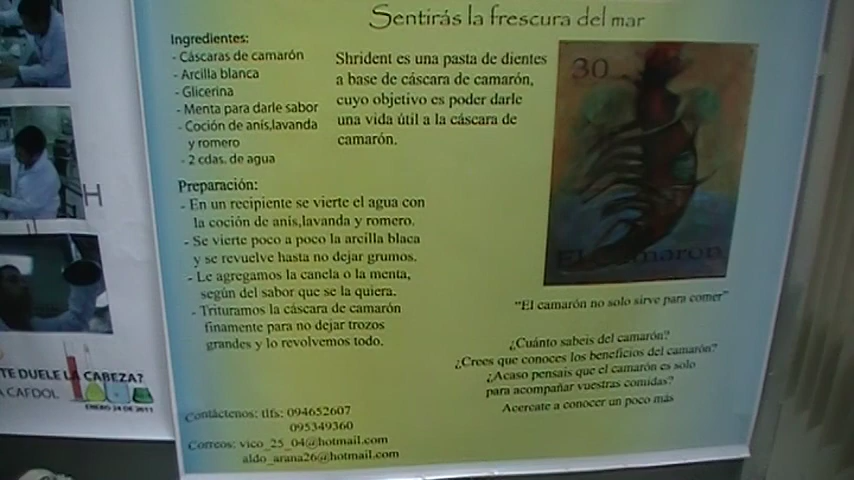 Sentirás la frescura del mar
Ingredientes:
- Cáscaras de camarón
- Arcilla blanca
- Glicerina
- Menta para darle sabor
- Coción de anís,lavanda
y romero
- 2 cdas. de agua
Shrident es una pasta de dientes
a base de cáscara de camarón,
cuyo objetivo es poder darle
una vida útil a la cáscara de
camarón.
30
El Camaron
Preparación:
- En un recipiente se vierte el agua con
la coción de anis,lavanda y romero.
- Se vierte poco a poco la arcilla blaca
y se revuelve hasta no dejar grumos.
- Le agregamos la canela o la menta,
según del sabor que se la quiera.
- Trituramos la cáscara de camarón
finamente para no dejar trozos
grandes y lo revolvemos todo.
"El camarón no solo sirve para comer"
¿Cuánto sabeis del camarón?
¿Crees que conoces los beneficios del camarón?
¿Acaso pensais que el camarón es solo
para acompañar vuestras comidas?
Acercate a conocer un poco más
Contáctenos: tlfs: 094652607
095349360
Correos: vico_25_04@hotmail.com
aldo_arana26@hotmail.com
H
TE DUELE LA CABEZA?
A CAFDOL
ENERO 24 DE 2011